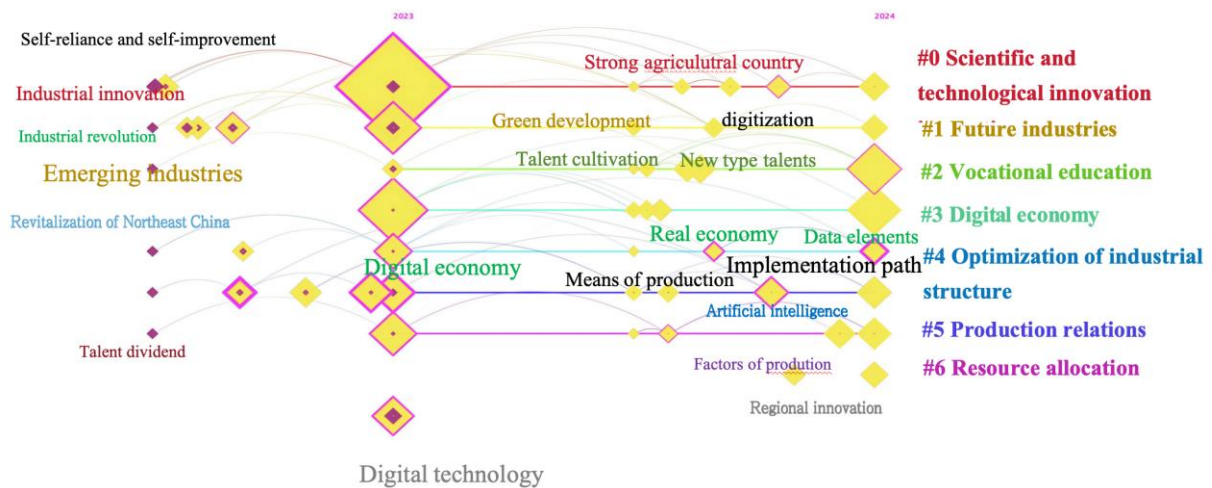 2023
2024
Self-reliance and self-improvement
Strong agriculutral country
#0 Scientific and
technological innovation
Industrial innovation
Industrial revolution
Green development
digitization
#1 Future industries
Emerging industries
Talent cultivation
New type talents
#2 Vocational education
Revitalization of Northeast China
#3 Digital economy
Real economy
Data elements
Digital economy
Implementation path
#4 Optimization of industrial
structure
Means of production
Artificial intelligence
#5 Production relations
Talent dividend
Factors of prodution
#6 Resource allocation
Regional innovation
Digital technology